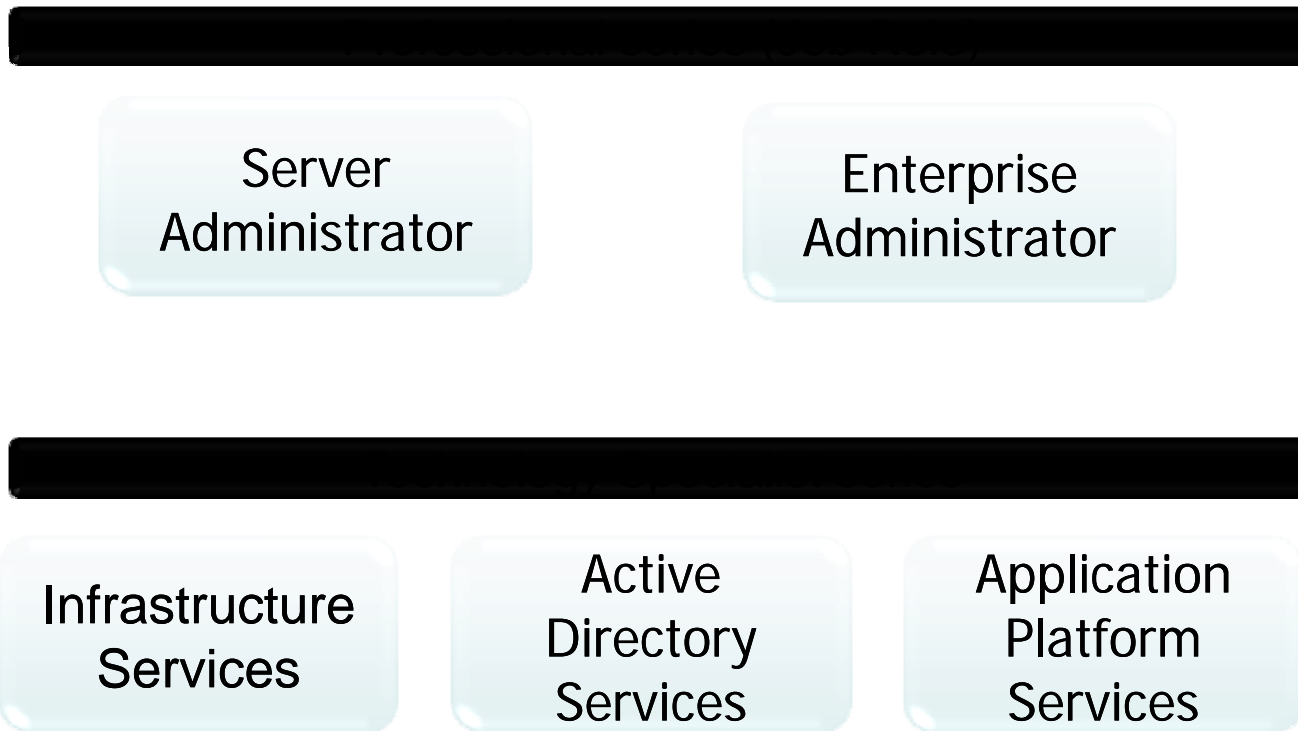 Server
Administrator
Enterprise
Administrator
Infrastructure
Services
Active
Directory
Services
Application
Platform
Services